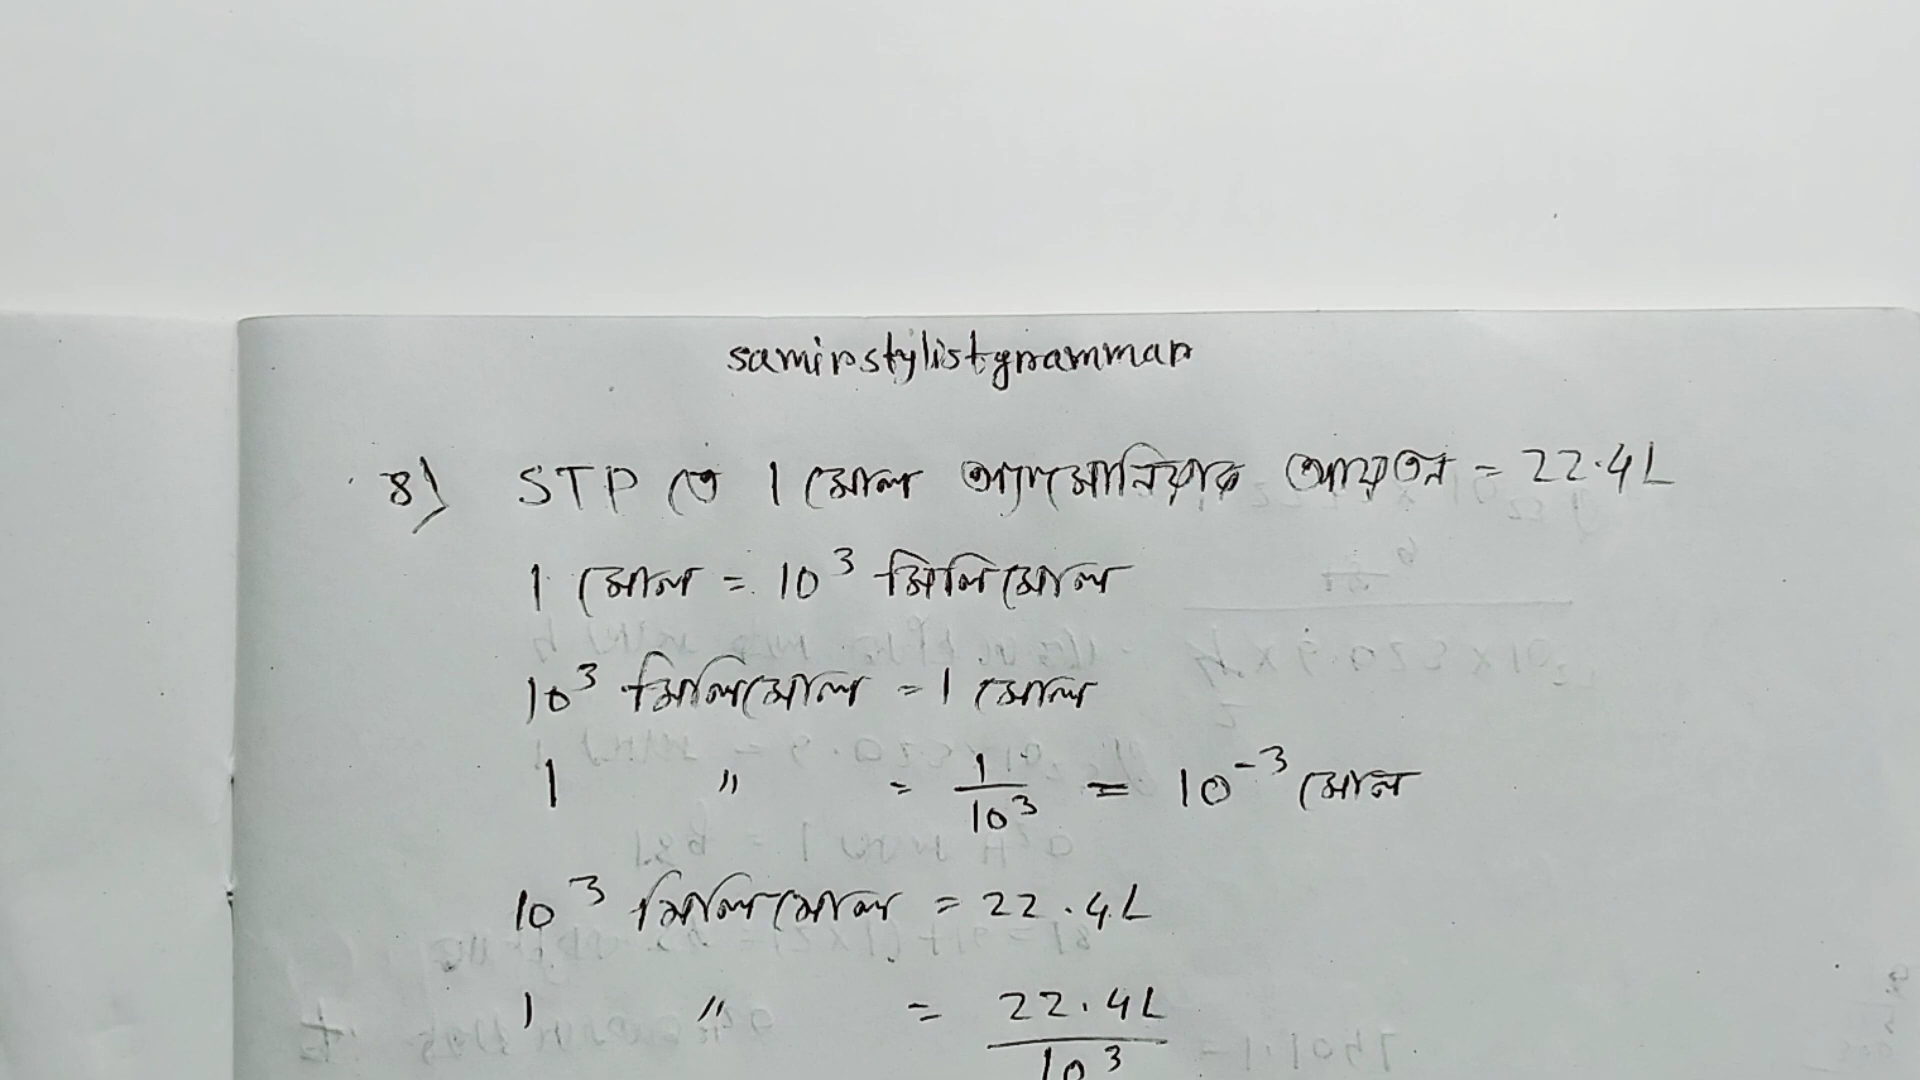 samirstylistgrammar
8) STP তে 1 মোল অ্যামোনিয়ার আয়তন = 22.4L
1 মোল = 10³ মিলিমোল
10³ মিলিমোল = 1 মোল
1 " = 1/10³ = 10⁻³ মোল
10³ মিলিমোল = 22.4L
1 " = 22.4L/10³